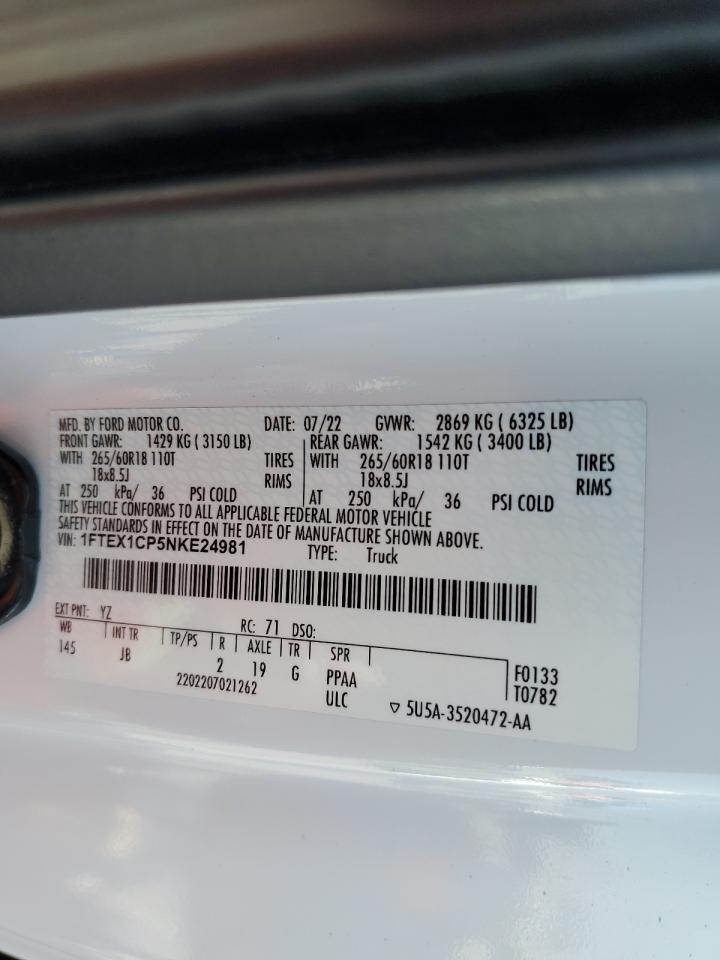 MFD. BY FORD MOTOR CO. DATE: 07/22 GVWR: 2869 KG ( 6325 LB)
FRONT GAWR: 1429 KG ( 3150 LB) REAR GAWR: 1542 KG ( 3400 LB)
WITH 265/60R18 110T TIRES WITH 265/60R18 110T TIRES
18x8.5J RIMS 18x8.5J RIMS
AT 250 kPa/ 36 PSI COLD AT 250 kPa/ 36 PSI COLD
THIS VEHICLE CONFORMS TO ALL APPLICABLE FEDERAL MOTOR VEHICLE
SAFETY STANDARDS IN EFFECT ON THE DATE OF MANUFACTURE SHOWN ABOVE.
VIN: 1FTEX1CP5NKE24981 TYPE: Truck
EXT PNT: YZ RC: 71 DSO:
WB INT TR TP/PS R AXLE TR SPR
145 JB 2 19 G PPAA F0133
2202207021262 ULC T0782
▽ 5U5A-3520472-AA